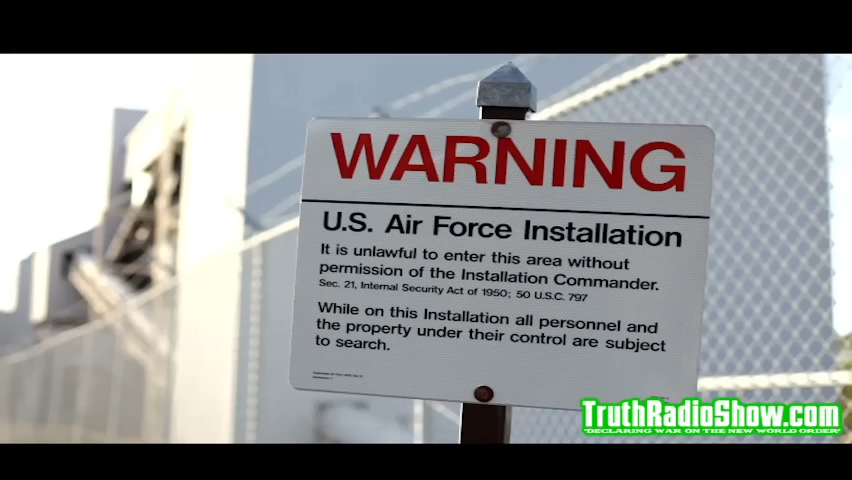 WARNING
U.S. Air Force Installation
It is unlawful to enter this area without
permission of the Installation Commander.
Sec. 21, Internal Security Act of 1950; 50 U.S.C. 797
While on this Installation all personnel and
the property under their control are subject
to search.
TruthRadioShow.com
"DECLARING WAR ON THE NEW WORLD ORDER"